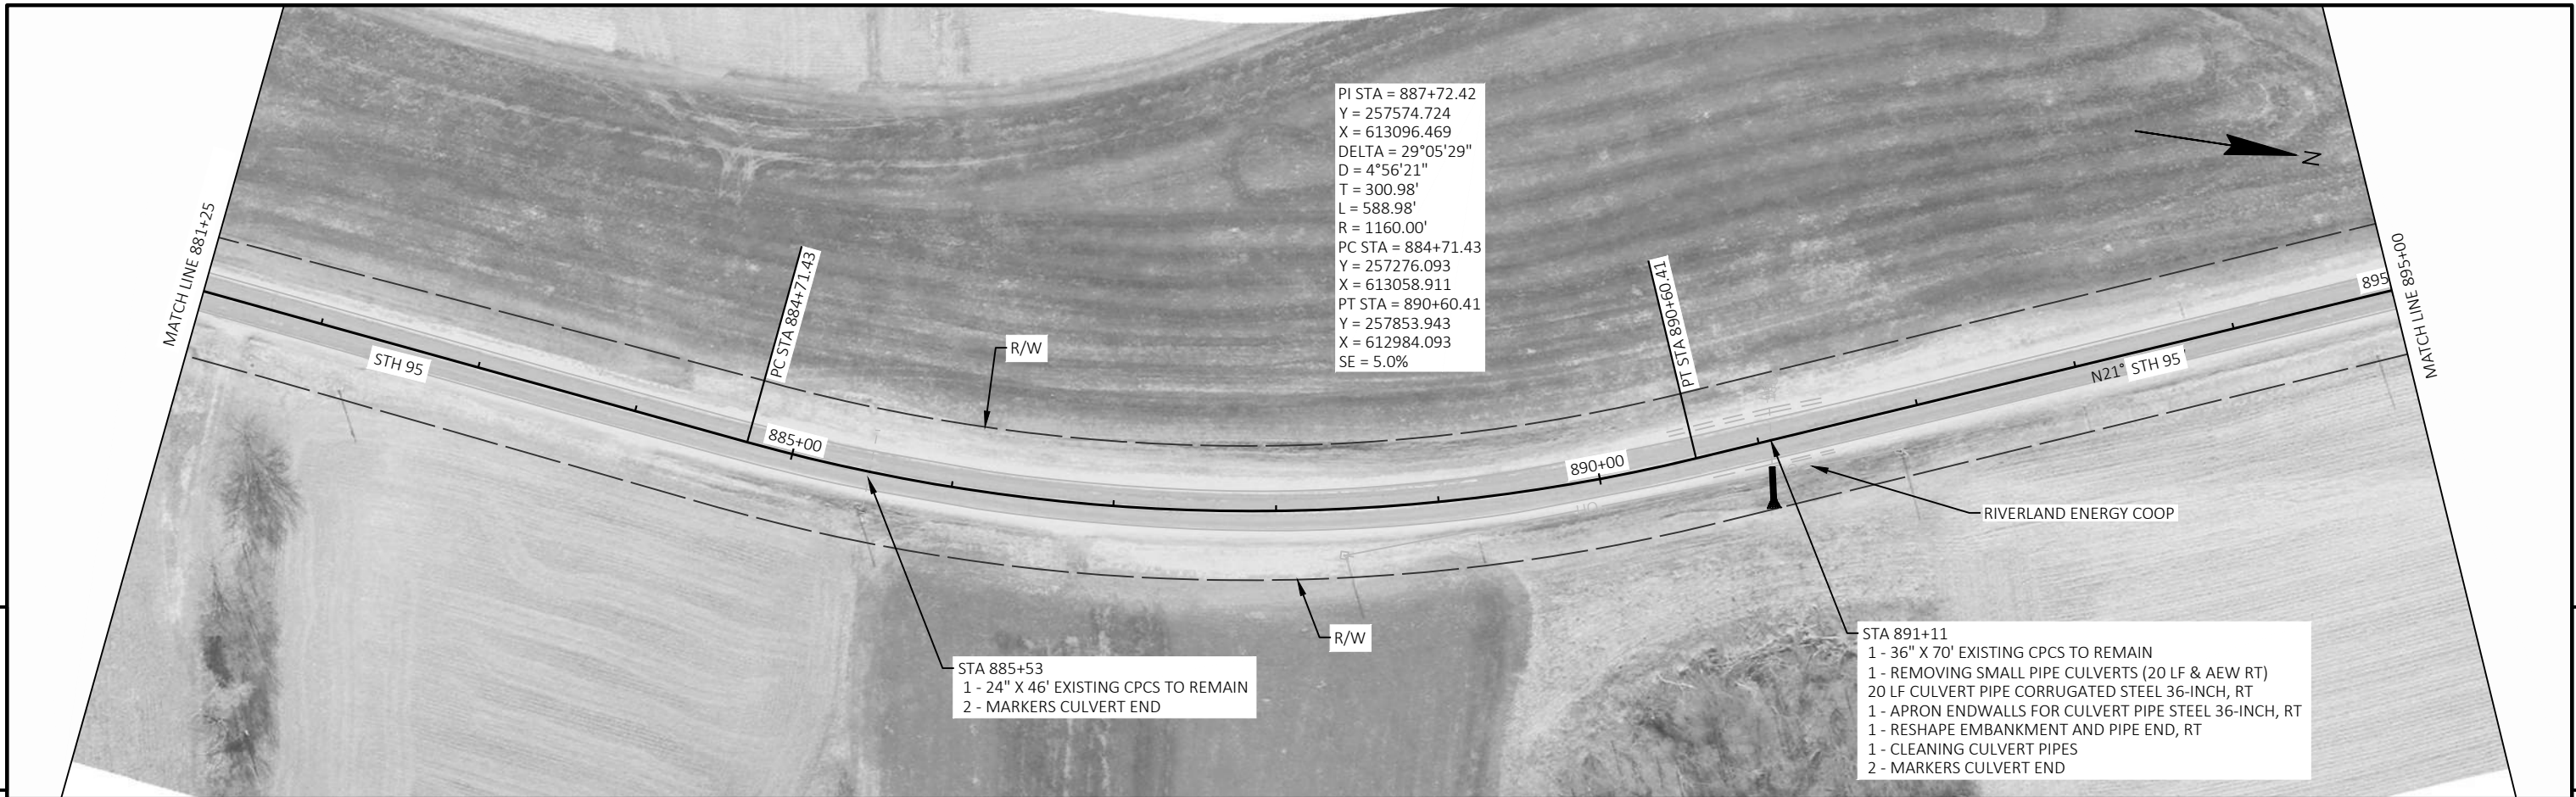 PI STA = 887+72.42
Y = 257574.724
X = 613096.469
DELTA = 29°05'29"
D = 4°56'21"
T = 300.98'
L = 588.98'
R = 1160.00'
PC STA = 884+71.43
Y = 257276.093
X = 613058.911
PT STA = 890+60.41
Y = 257853.943
X = 612984.093
SE = 5.0%
N
MATCH LINE 881+25
STH 95
PC STA 884+71.43
885+00
R/W
890+00
PT STA 890+60.41
N21°
STH 95
895
MATCH LINE 895+00
RIVERLAND ENERGY COOP
R/W
STA 885+53
1 - 24" X 46' EXISTING CPCS TO REMAIN
2 - MARKERS CULVERT END
STA 891+11
1 - 36" X 70' EXISTING CPCS TO REMAIN
1 - REMOVING SMALL PIPE CULVERTS (20 LF & AEW RT)
20 LF CULVERT PIPE CORRUGATED STEEL 36-INCH, RT
1 - APRON ENDWALLS FOR CULVERT PIPE STEEL 36-INCH, RT
1 - RESHAPE EMBANKMENT AND PIPE END, RT
1 - CLEANING CULVERT PIPES
2 - MARKERS CULVERT END